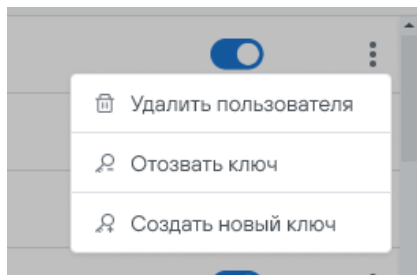 Удалить пользователя
Отозвать ключ
Создать новый ключ